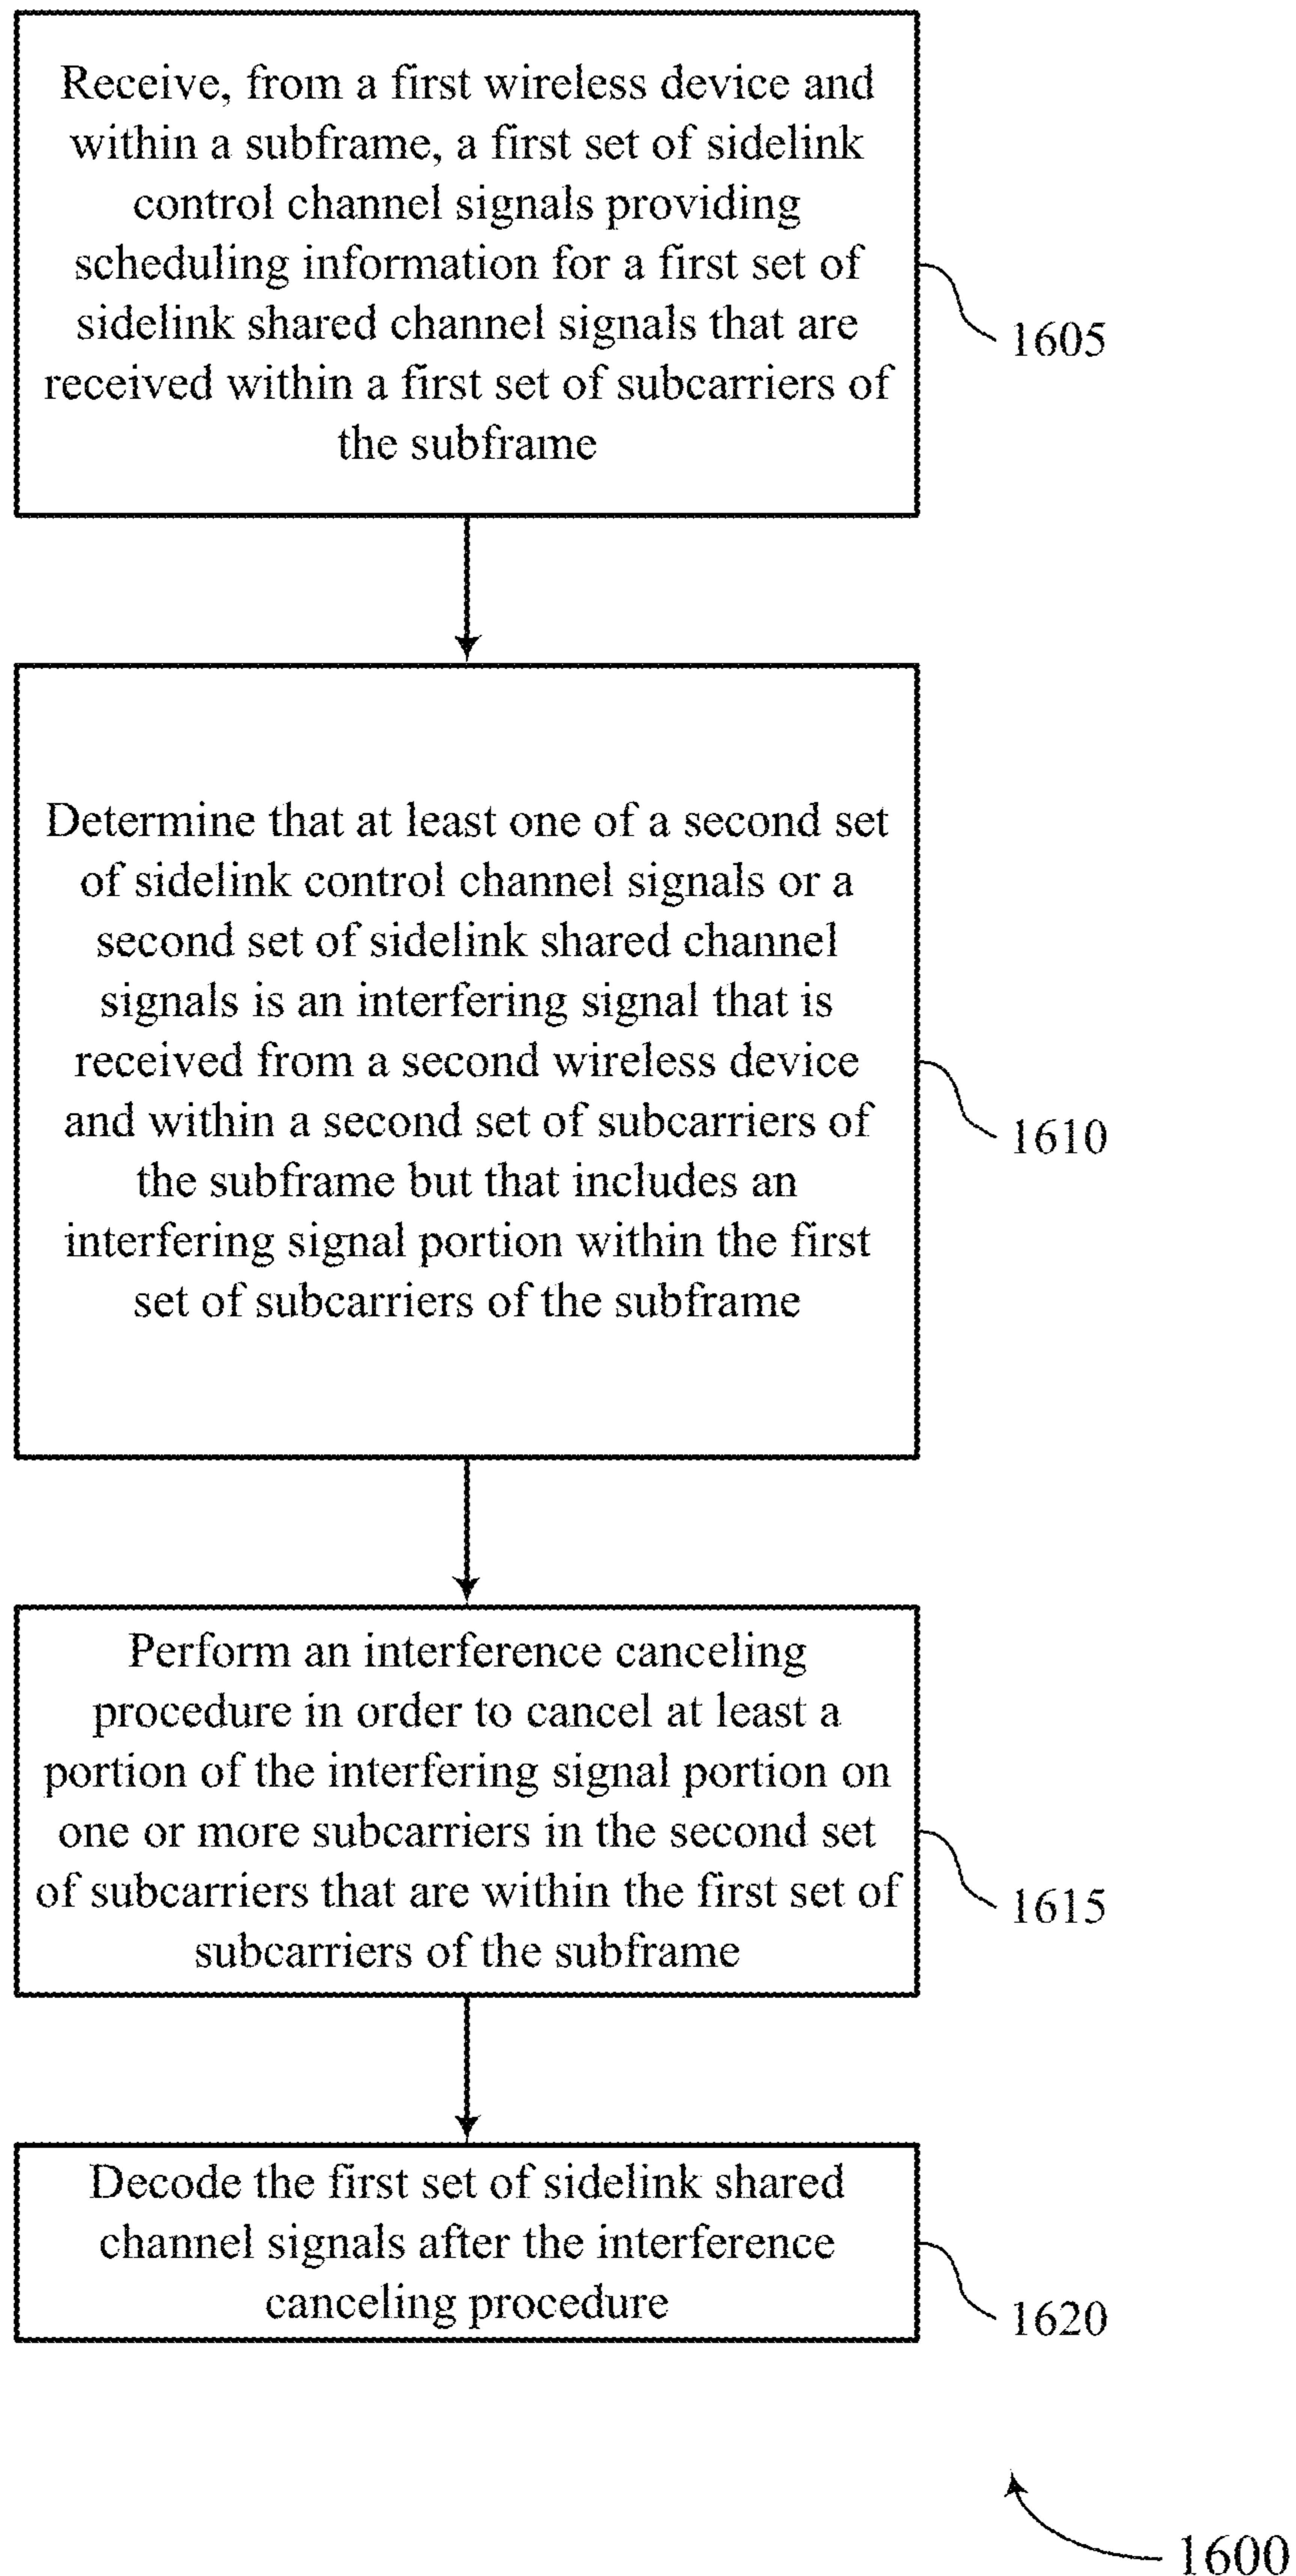 Receive, from a first wireless device and
within a subframe, a first set of sidelink
control channel signals providing
scheduling information for a first set of
sidelink shared channel signals that are
received within a first set of subcarriers of
the subframe
1605
Determine that at least one of a second set
of sidelink control channel signals or a
second set of sidelink shared channel
signals is an interfering signal that is
received from a second wireless device
and within a second set of subcarriers of
the subframe but that includes an
interfering signal portion within the first
set of subcarriers of the subframe
1610
Perform an interference canceling
procedure in order to cancel at least a
portion of the interfering signal portion on
one or more subcarriers in the second set
of subcarriers that are within the first set of
subcarriers of the subframe
1615
Decode the first set of sidelink shared
channel signals after the interference
canceling procedure
1620
1600